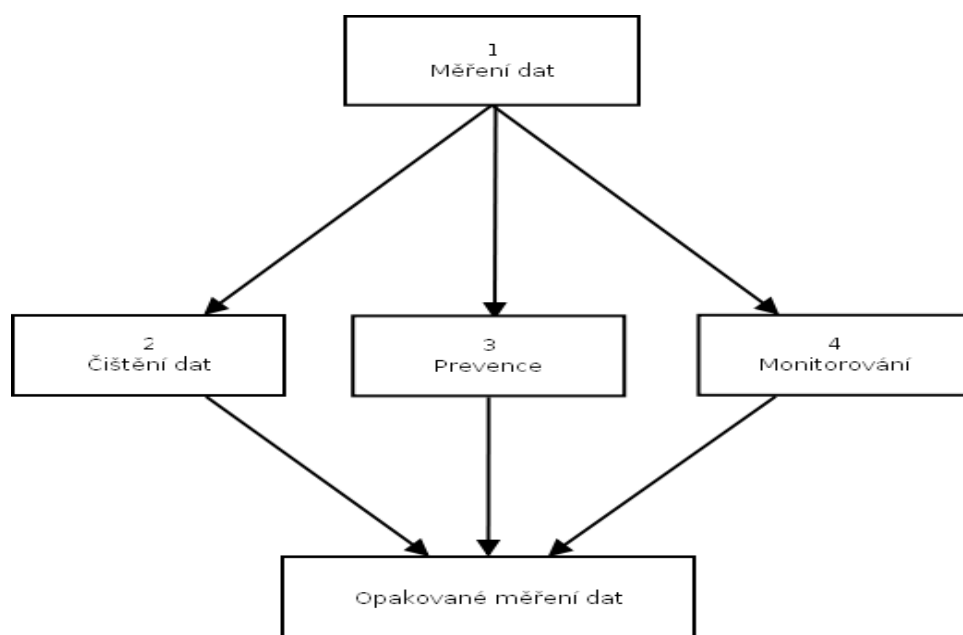 1
Měření dat
2
Čištění dat
3
Prevence
4
Monitorování
Opakované měření dat